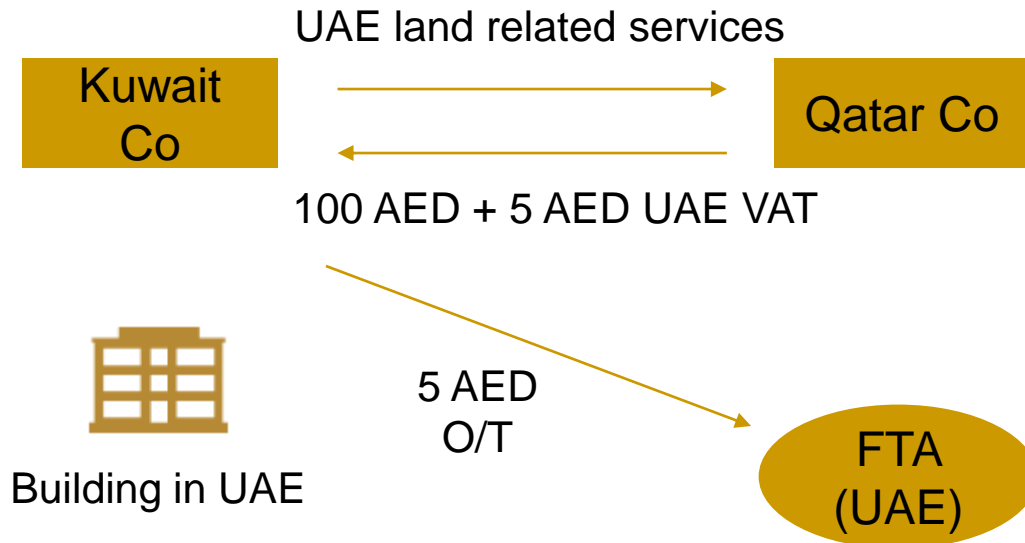 UAE land related services
Kuwait
Co
Qatar Co
100 AED + 5 AED UAE VAT
5 AED
O/T
Building in UAE
FTA
(UAE)